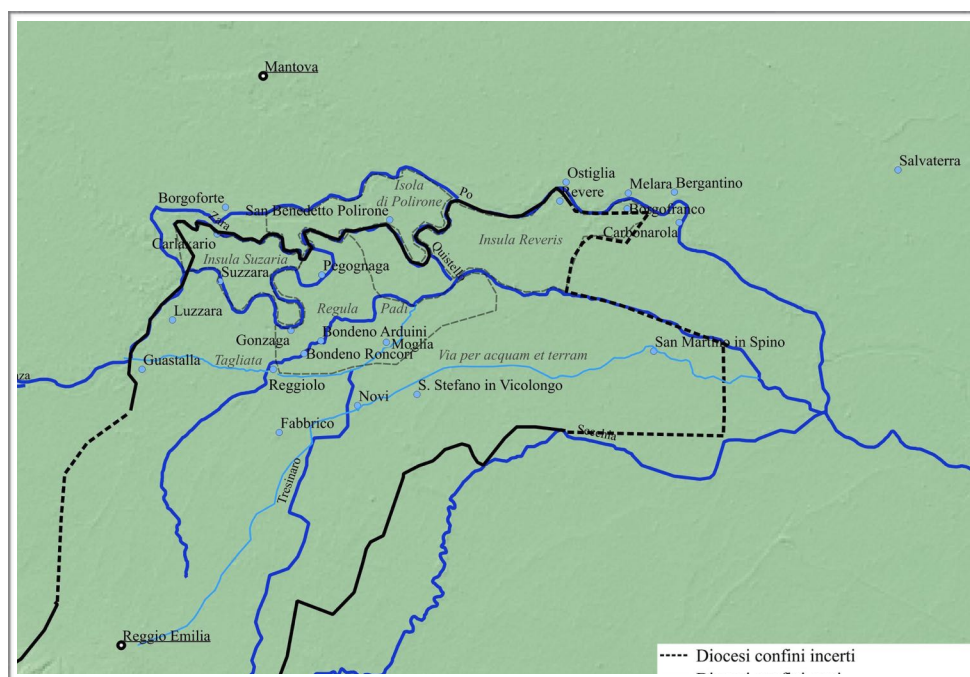 Mantova
Salvaterra
Ostiglia
Revere
Melara
Bergantino
Isola
di Polirone
Po
Borgoforte
Zara
San Benedetto Polirone
Borgofranco
Carbonarola
Insula Reveris
Quistello
Insula Suzaria
Suzzara
Pegognaga
Luzzara
Regula
Padi
Gonzaga
Bondeno Arduini
Moglia
Bondeno Roncori
Via per acquam et terram
San Martino in Spino
Guastalla
Tagliata
Reggiolo
S. Stefano in Vicolongo
Novi
Fabbrico
Secchia
Tresinaro
Reggio Emilia
Diocesi confini incerti